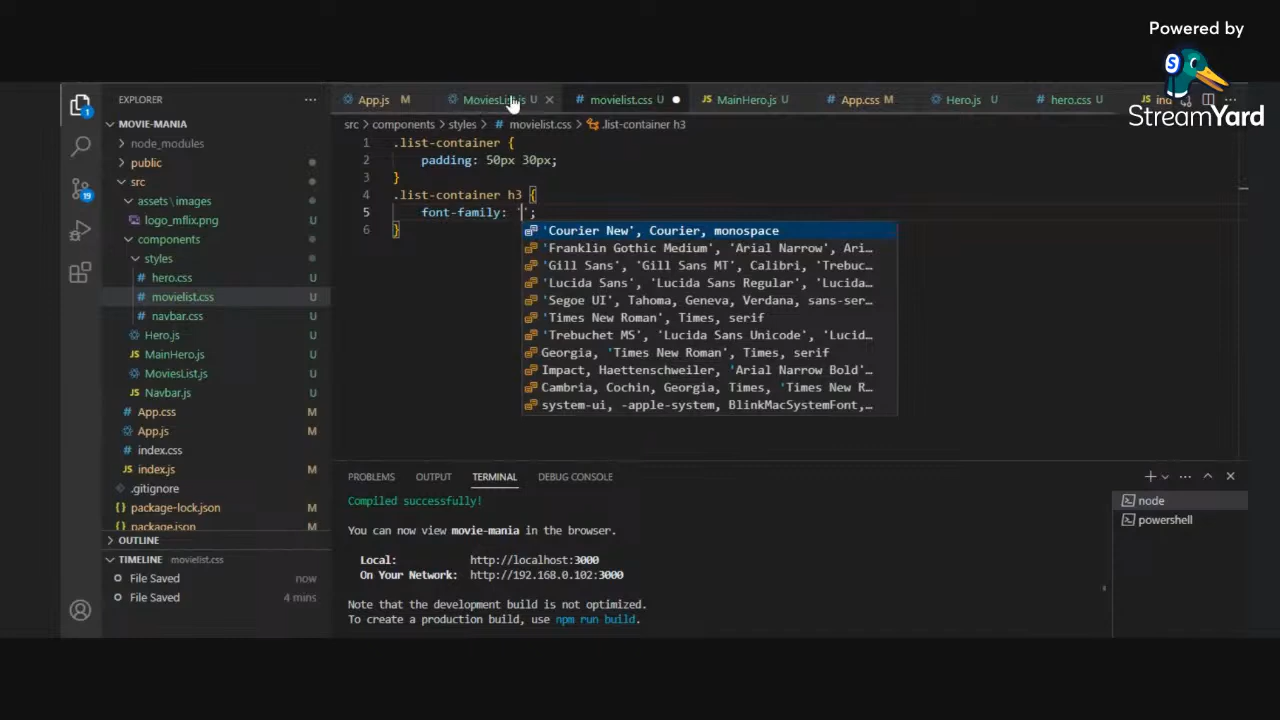 Powered by
StreamYard
EXPLORER
App.js M
MoviesList.js U
movielist.css U
MainHero.js U
App.css M
Hero.js U
hero.css U
MOVIE-MANIA
src > components > styles > # movielist.css > .list-container h3
node_modules
public
src
assets\images
logo_mflix.png U
components
styles
hero.css U
movielist.css U
navbar.css U
Hero.js U
MainHero.js U
MoviesList.js U
Navbar.js U
App.css M
App.js M
index.css
index.js M
.gitignore
package-lock.json
package.json
OUTLINE
TIMELINE movielist.css
File Saved now
File Saved 4 mins
1 .list-container {
2 padding: 50px 30px;
3 }
4 .list-container h3 {
5 font-family: '';
6 }
'Courier New', Courier, monospace
'Franklin Gothic Medium', 'Arial Narrow', Ari…
'Gill Sans', 'Gill Sans MT', Calibri, 'Trebuc…
'Lucida Sans', 'Lucida Sans Regular', 'Lucida…
'Segoe UI', Tahoma, Geneva, Verdana, sans-ser…
'Times New Roman', Times, serif
'Trebuchet MS', 'Lucida Sans Unicode', 'Lucid…
Georgia, 'Times New Roman', Times, serif
Impact, Haettenschweiler, 'Arial Narrow Bold'…
Cambria, Cochin, Georgia, Times, 'Times New R…
system-ui, -apple-system, BlinkMacSystemFont,…
PROBLEMS OUTPUT TERMINAL DEBUG CONSOLE
Compiled successfully!
You can now view movie-mania in the browser.
Local: http://localhost:3000
On Your Network: http://192.168.0.102:3000
Note that the development build is not optimized.
To create a production build, use npm run build.
node
powershell
1
19